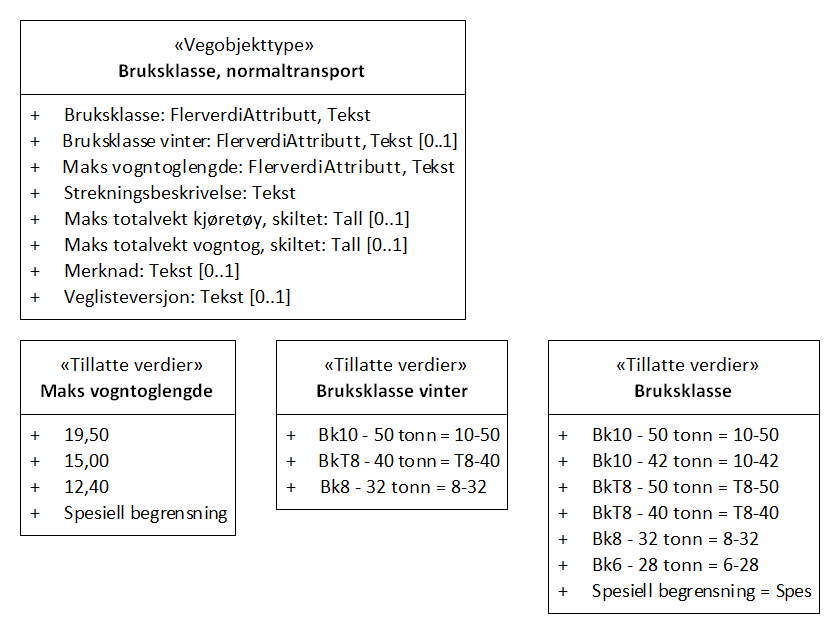 «Vegobjekttype»
Bruksklasse, normaltransport
+ Bruksklasse: FlerverdiAttributt, Tekst
+ Bruksklasse vinter: FlerverdiAttributt, Tekst [0..1]
+ Maks vogntoglengde: FlerverdiAttributt, Tekst
+ Strekningsbeskrivelse: Tekst
+ Maks totalvekt kjøretøy, skiltet: Tall [0..1]
+ Maks totalvekt vogntog, skiltet: Tall [0..1]
+ Merknad: Tekst [0..1]
+ Veglisteversjon: Tekst [0..1]
«Tillatte verdier»
Maks vogntoglengde
+ 19,50
+ 15,00
+ 12,40
+ Spesiell begrensning
«Tillatte verdier»
Bruksklasse vinter
+ Bk10 - 50 tonn = 10-50
+ BkT8 - 40 tonn = T8-40
+ Bk8 - 32 tonn = 8-32
«Tillatte verdier»
Bruksklasse
+ Bk10 - 50 tonn = 10-50
+ Bk10 - 42 tonn = 10-42
+ BkT8 - 50 tonn = T8-50
+ BkT8 - 40 tonn = T8-40
+ Bk8 - 32 tonn = 8-32
+ Bk6 - 28 tonn = 6-28
+ Spesiell begrensning = Spes